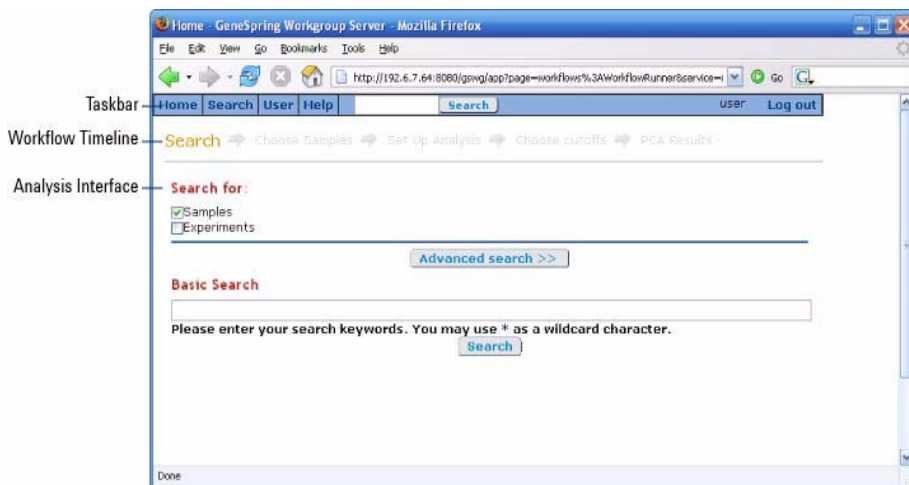 Home - GeneSpring Workgroup Server - Mozilla Firefox
File Edit View Go Bookmarks Tools Help
http://192.6.7.64:8080/gswg/app?page=workflows%3AWorkflowRunner&service=
Go G
Taskbar
Home Search User Help Search user Log out
Workflow Timeline
Search Choose Samples Set Up Analysis Choose cutoffs PCA Results
Analysis Interface
Search for:
Samples
Experiments
Advanced search >>
Basic Search
Please enter your search keywords. You may use * as a wildcard character.
Search
Done